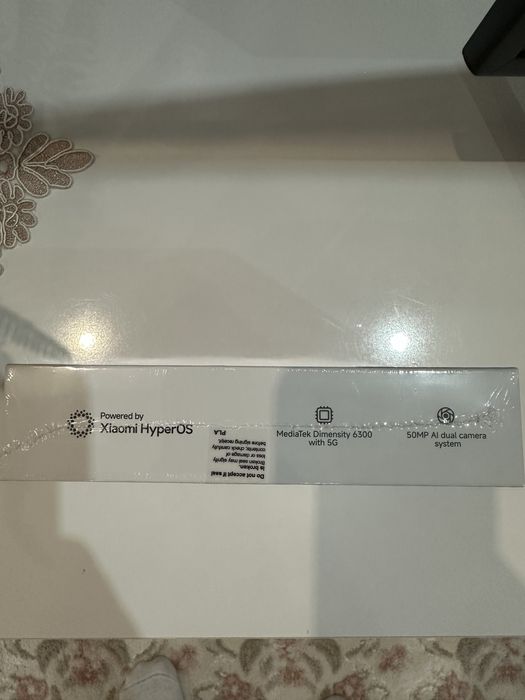 Powered by
Xiaomi HyperOS
Do not accept if seal
is broken.
Broken seal may signify
loss or damage of
contents; check carefully
before signing receipt.
PLA
MediaTek Dimensity 6300
with 5G
50MP AI dual camera
system